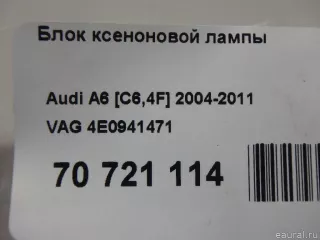 Блок ксеноновой лампы
Audi A6 [C6,4F] 2004-2011
VAG 4E0941471
70 721 114
eaural.ru